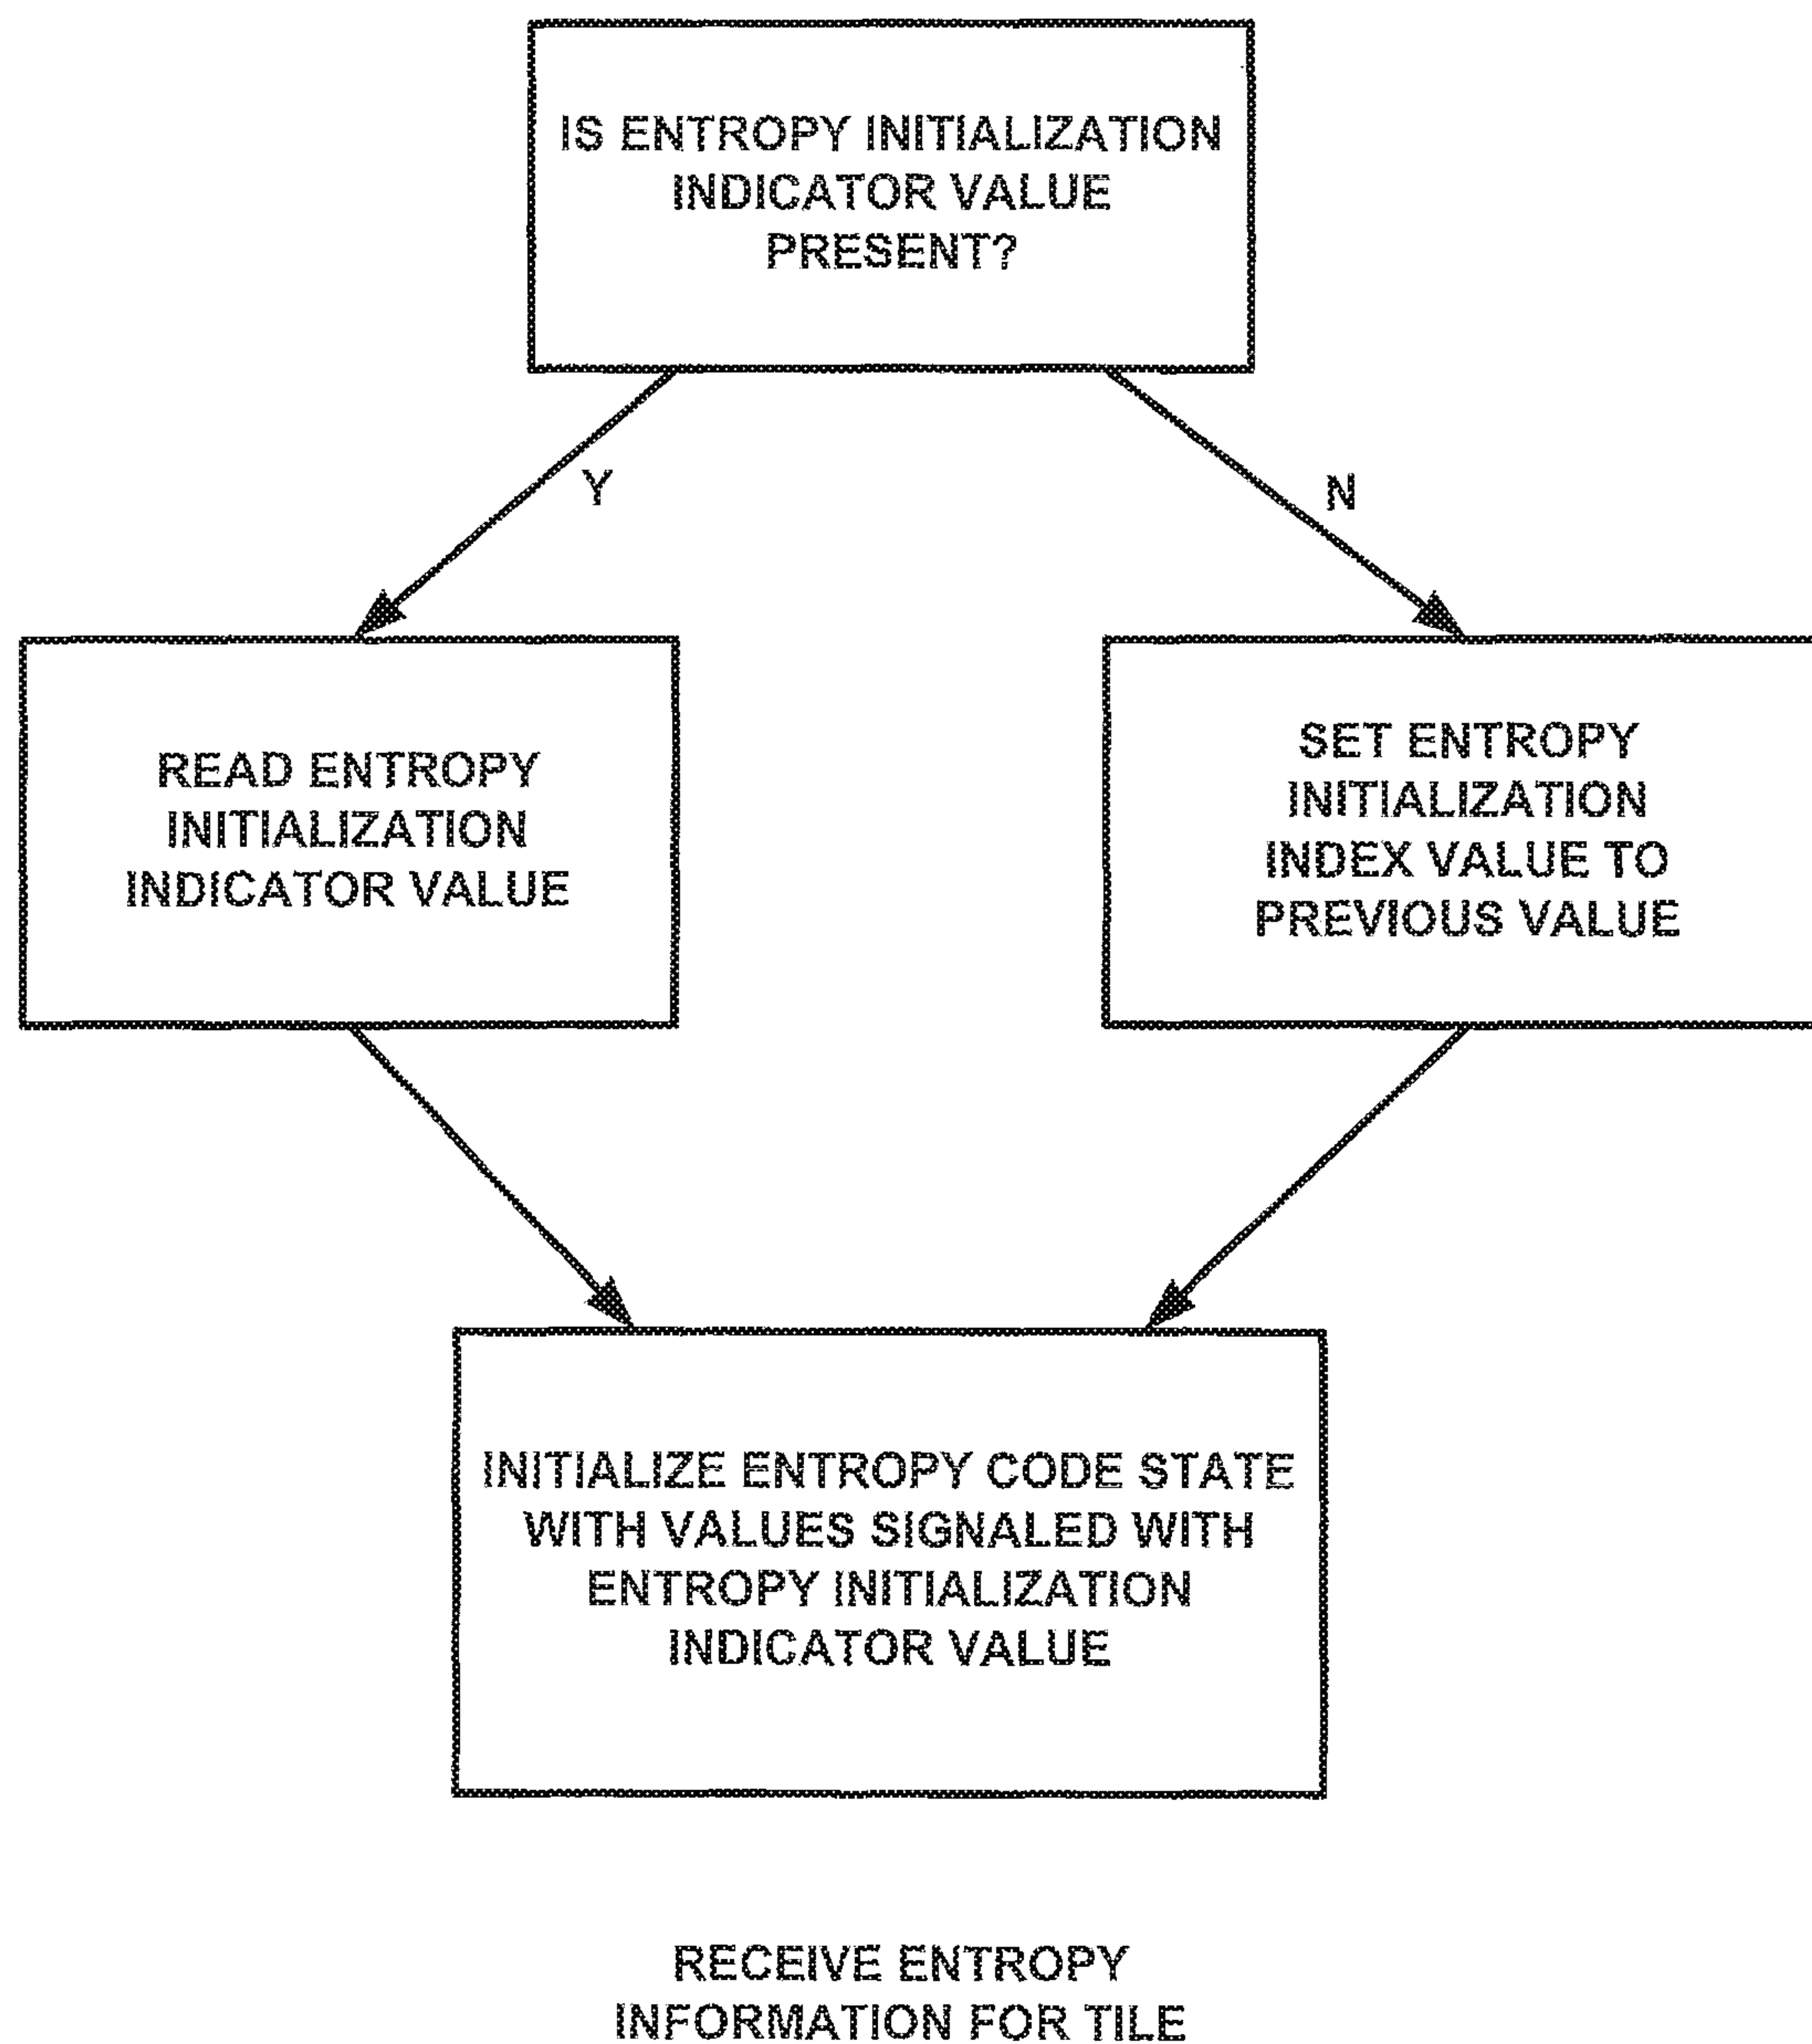 IS ENTROPY INITIALIZATION
INDICATOR VALUE
PRESENT?
Y
N
READ ENTROPY
INITIALIZATION
INDICATOR VALUE
SET ENTROPY
INITIALIZATION
INDEX VALUE TO
PREVIOUS VALUE
INITIALIZE ENTROPY CODE STATE
WITH VALUES SIGNALED WITH
ENTROPY INITIALIZATION
INDICATOR VALUE
RECEIVE ENTROPY
INFORMATION FOR TILE